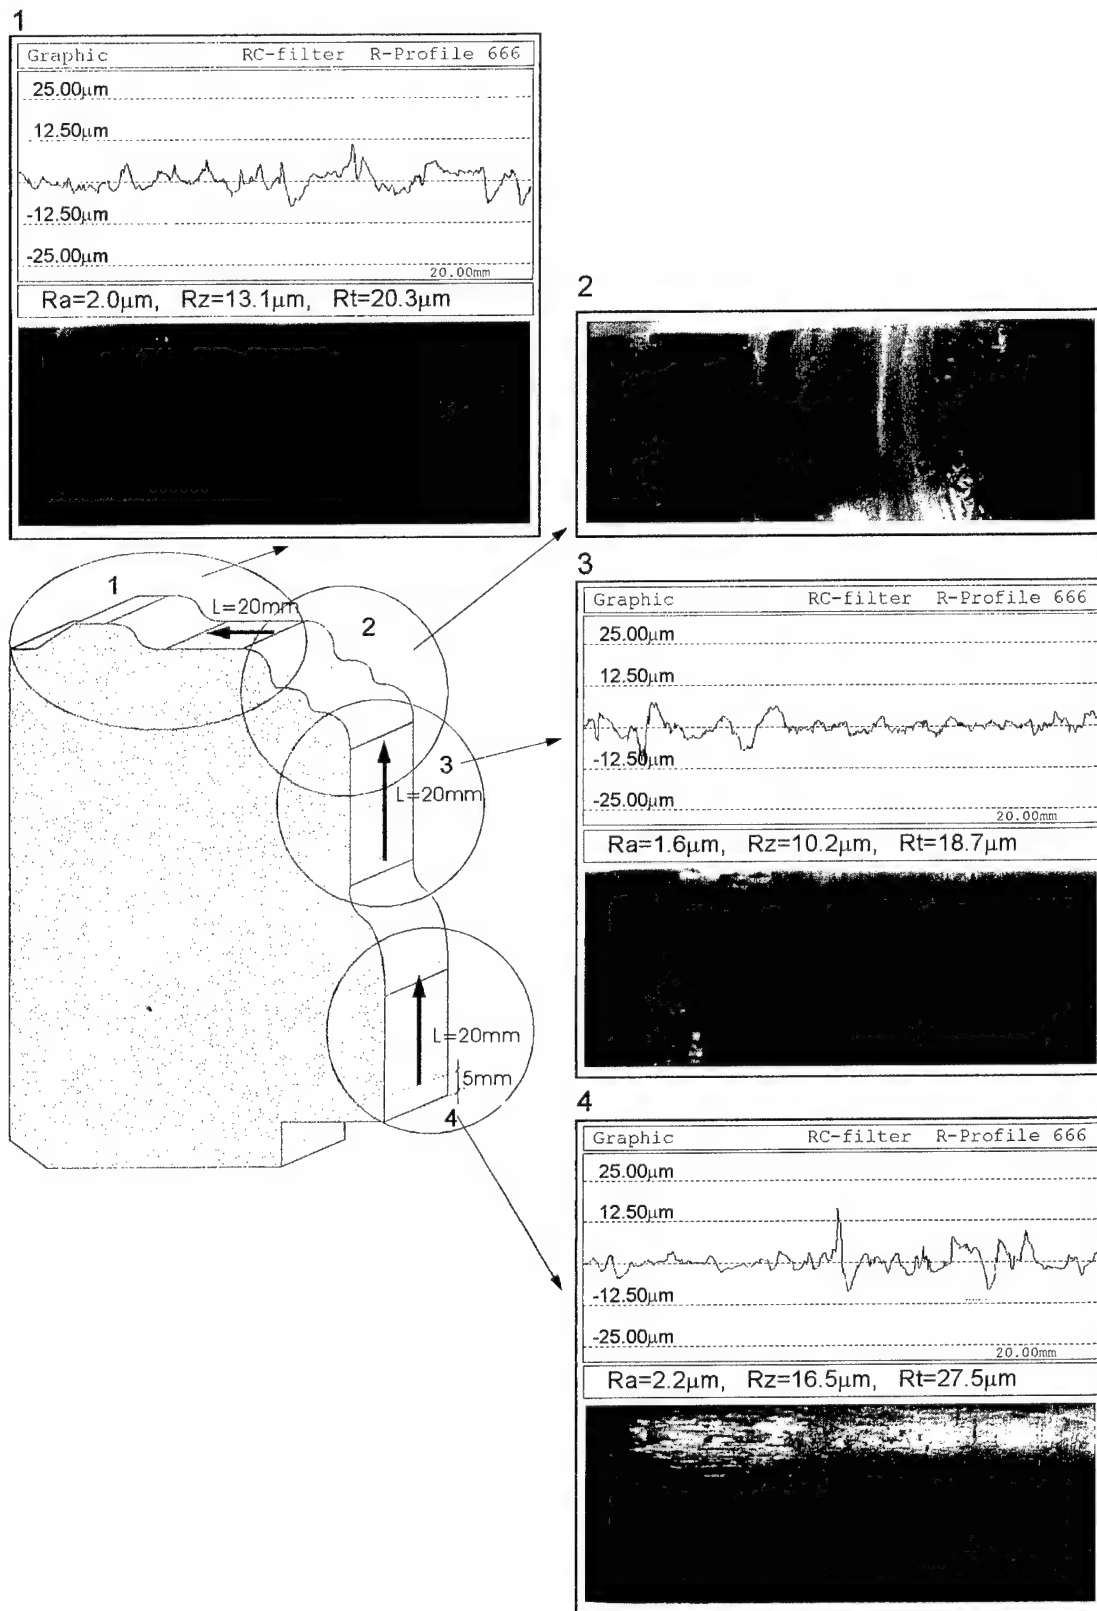 1
Graphic RC-filter R-Profile 666
25.00µm
12.50µm
-12.50µm
-25.00µm
20.00mm
Ra=2.0µm, Rz=13.1µm, Rt=20.3µm
2
1
L=20mm
2
3
L=20mm
L=20mm
5mm
4
3
Graphic RC-filter R-Profile 666
25.00µm
12.50µm
-12.50µm
-25.00µm
20.00mm
Ra=1.6µm, Rz=10.2µm, Rt=18.7µm
4
Graphic RC-filter R-Profile 666
25.00µm
12.50µm
-12.50µm
-25.00µm
20.00mm
Ra=2.2µm, Rz=16.5µm, Rt=27.5µm